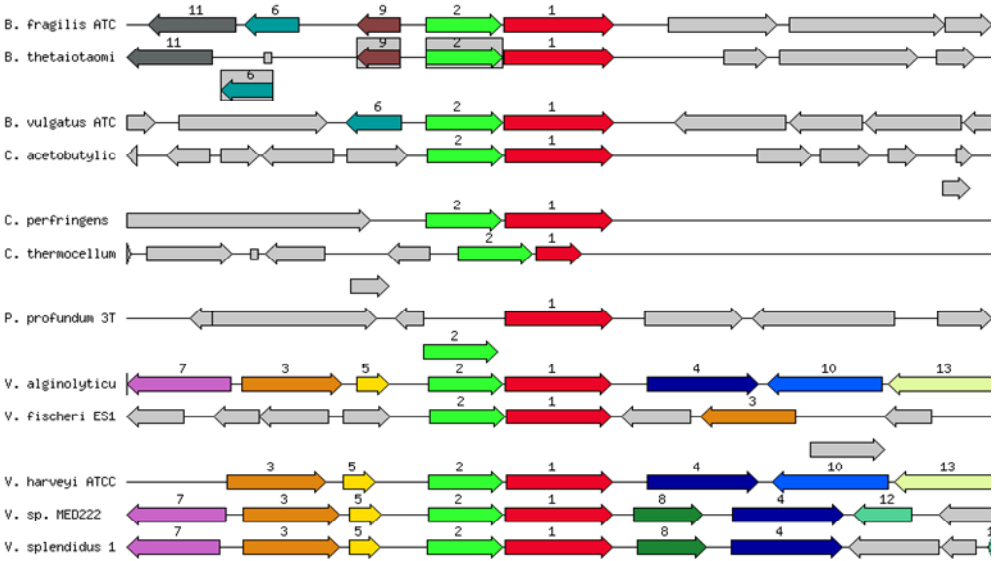 11 6 9 2 1
B. fragilis ATC
11 9 2 1
B. thetaiotaomi
6
6 2 1
B. vulgatus ATC
2 1
C. acetobutylic
2 1
C. perfringens
2 1
C. thermocellum
1
P. profundum 3T
2
7 3 5 2 1 4 10 13
V. alginolyticu
2 1 3
V. fischeri ES1
3 5 2 1 4 10 13
V. harveyi ATCC
7 3 5 2 1 8 4 12
V. sp. MED222
7 3 5 2 1 8 4 1
V. splendidus 1